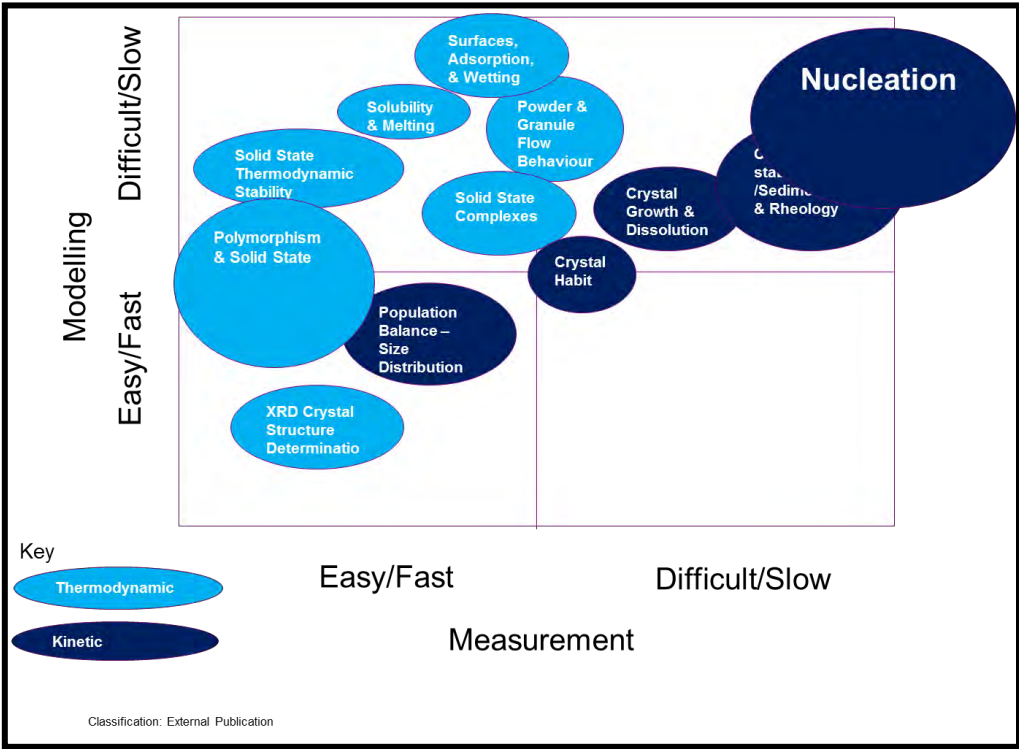 Surfaces,
Adsorption,
& Wetting
Solubility
& Melting
Powder &
Granule
Flow
Behaviour
Nucleation
Solid State
Thermodynamic
Stability
Solid State
Complexes
Crystal
Growth &
Dissolution
& Rheology
Polymorphism
& Solid State
Crystal
Habit
Population
Balance –
Size
Distribution
XRD Crystal
Structure
Determinatio
Modelling
Difficult/Slow
Easy/Fast
Easy/Fast
Difficult/Slow
Measurement
Key
Thermodynamic
Kinetic
Classification: External Publication